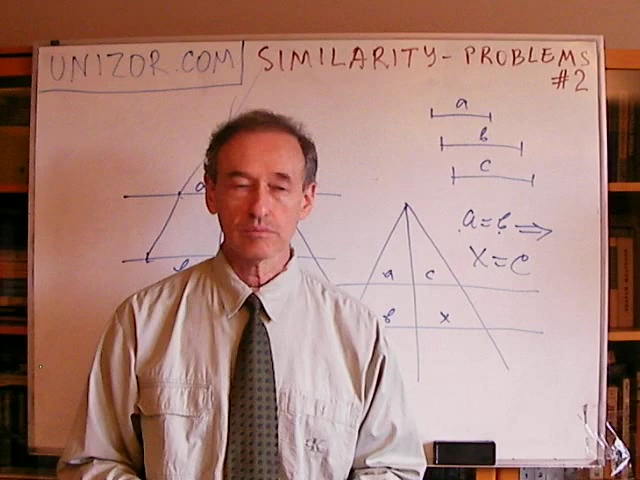 UNIZOR.COM
SIMILARITY - PROBLEMS
#2
a
b
c
a = b ⇒
X = C
a
b
a c
b x